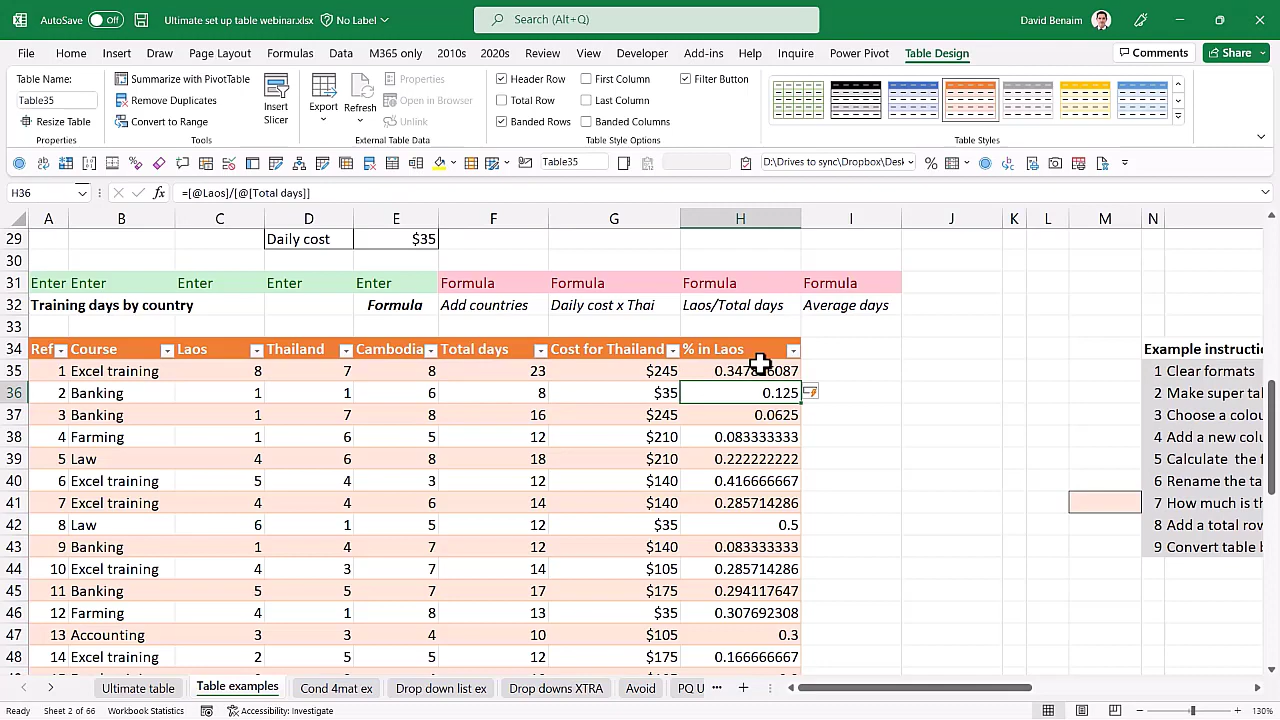 AutoSave Off Ultimate set up table webinar.xlsx No Label Search (Alt+Q) David Benaim
File Home Insert Draw Page Layout Formulas Data M365 only 2010s 2020s Review View Developer Add-ins Help Inquire Power Pivot Table Design Comments Share
Table Name: Summarize with PivotTable Properties Header Row First Column Filter Button
Table35 Remove Duplicates Insert Slicer Export Refresh Open in Browser Total Row Last Column
Resize Table Convert to Range Unlink Banded Rows Banded Columns
Properties Tools External Table Data Table Style Options Table Styles
Table35 D:\Drives to sync\Dropbox\Desk
H36 fx =[@Laos]/[@[Total days]]
A B C D E F G H I J K L M N
29 Daily cost $35
30
31 Enter Enter Enter Enter Enter Formula Formula Formula Formula
32 Training days by country Formula Add countries Daily cost x Thai Laos/Total days Average days
33
34 Ref Course Laos Thailand Cambodia Total days Cost for Thailand % in Laos Example instructi
35 1 Excel training 8 7 8 23 $245 1 Clear formats
36 2 Banking 1 1 6 8 $35 0.125 2 Make super ta
37 3 Banking 1 7 8 16 $245 0.0625 3 Choose a colou
38 4 Farming 1 6 5 12 $210 0.083333333 4 Add a new colu
39 5 Law 4 6 8 18 $210 0.222222222 5 Calculate the f
40 6 Excel training 5 4 3 12 $140 0.416666667 6 Rename the ta
41 7 Excel training 4 4 6 14 $140 0.285714286 7 How much is th
42 8 Law 6 1 5 12 $35 0.5 8 Add a total row
43 9 Banking 1 4 7 12 $140 0.083333333 9 Convert table b
44 10 Excel training 4 3 7 14 $105 0.285714286
45 11 Banking 5 5 7 17 $175 0.294117647
46 12 Farming 4 1 8 13 $35 0.307692308
47 13 Accounting 3 3 4 10 $105 0.3
48 14 Excel training 2 5 5 12 $175 0.166666667
Ultimate table Table examples Cond 4mat ex Drop down list ex Drop downs XTRA Avoid PQ U
Ready Sheet 2 of 66 Workbook Statistics Accessibility: Investigate 130%